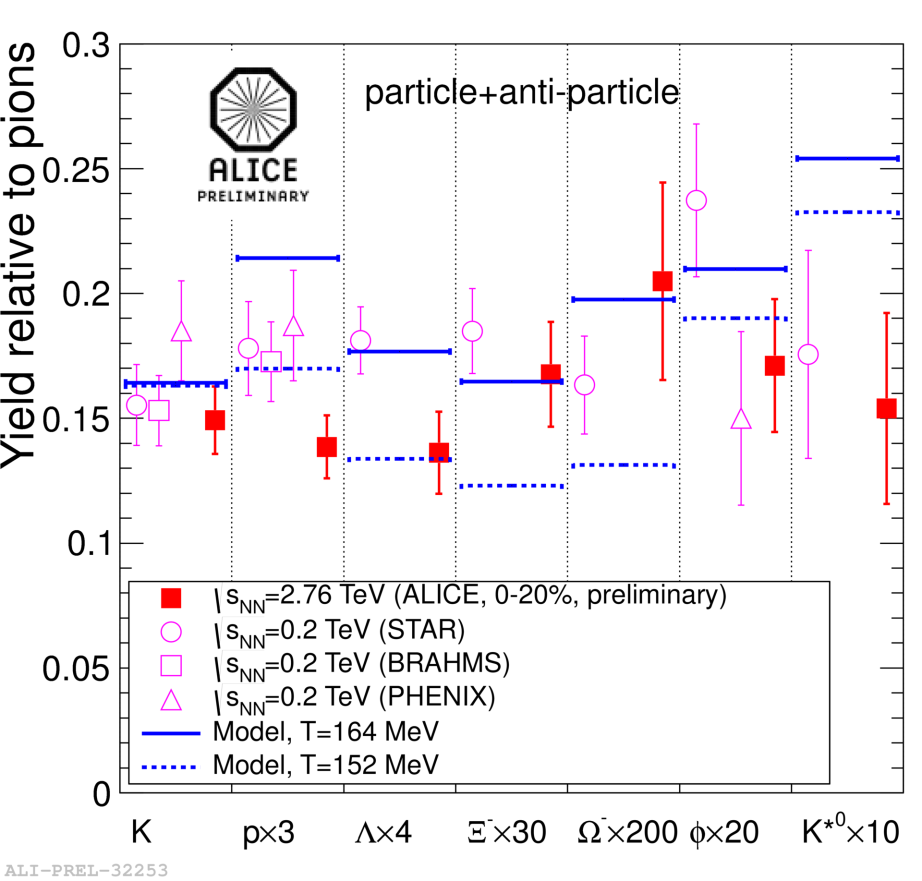 Yield relative to pions
0.3
0.25
0.2
0.15
0.1
0.05
0
ALICE
PRELIMINARY
particle+anti-particle
√sNN=2.76 TeV (ALICE, 0-20%, preliminary)
√sNN=0.2 TeV (STAR)
√sNN=0.2 TeV (BRAHMS)
√sNN=0.2 TeV (PHENIX)
Model, T=164 MeV
Model, T=152 MeV
K p×3 Λ×4 Ξ⁻×30 Ω⁻×200 ϕ×20 K*⁰×10
ALI-PREL-32253